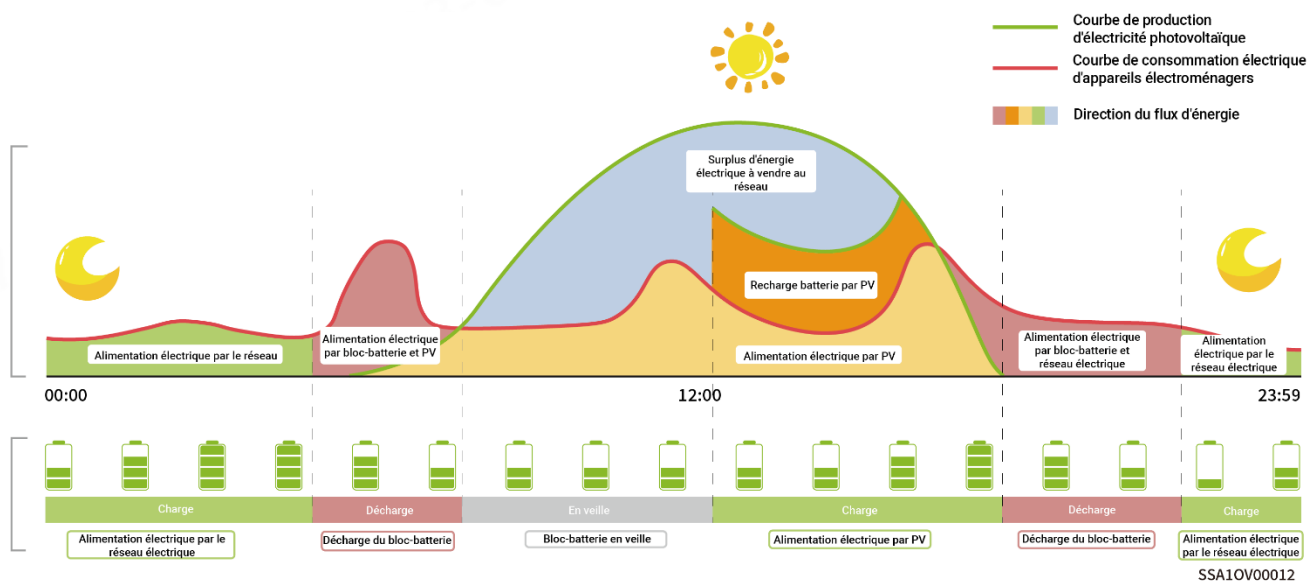 Courbe de production
d'électricité photovoltaïque
Courbe de consommation électrique
d'appareils électroménagers
Direction du flux d'énergie
Surplus d'énergie
électrique à vendre au
réseau
Recharge batterie par PV
Alimentation électrique par le réseau
Alimentation électrique
par bloc-batterie et PV
Alimentation électrique par PV
Alimentation électrique
par bloc-batterie et
réseau électrique
Alimentation
électrique par le
réseau électrique
00:00
12:00
23:59
Charge
Décharge
En veille
Charge
Décharge
Charge
Alimentation électrique par le
réseau électrique
Décharge du bloc-batterie
Bloc-batterie en veille
Alimentation électrique par PV
Décharge du bloc-batterie
Alimentation électrique
par le réseau électrique
SSA1OV00012